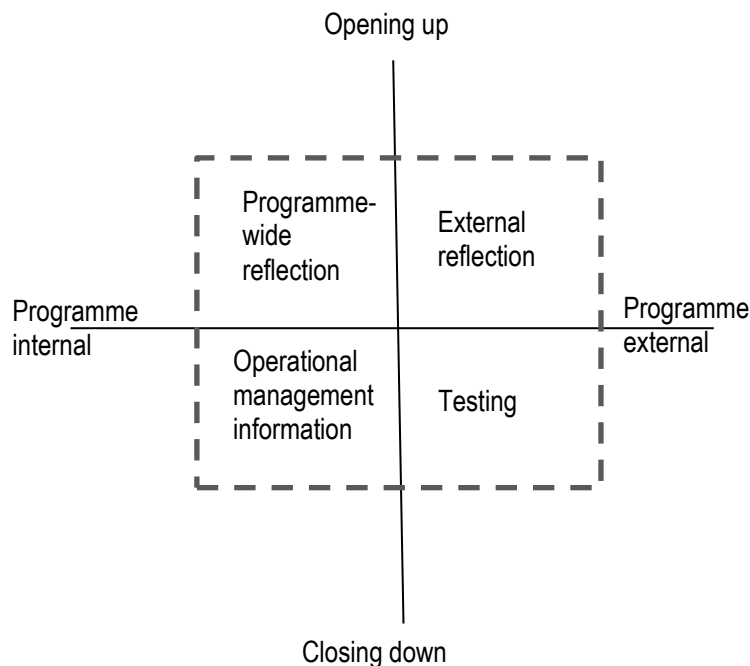 Opening up
Programme-
wide
reflection
External
reflection
Programme
internal
Programme
external
Operational
management
information
Testing
Closing down